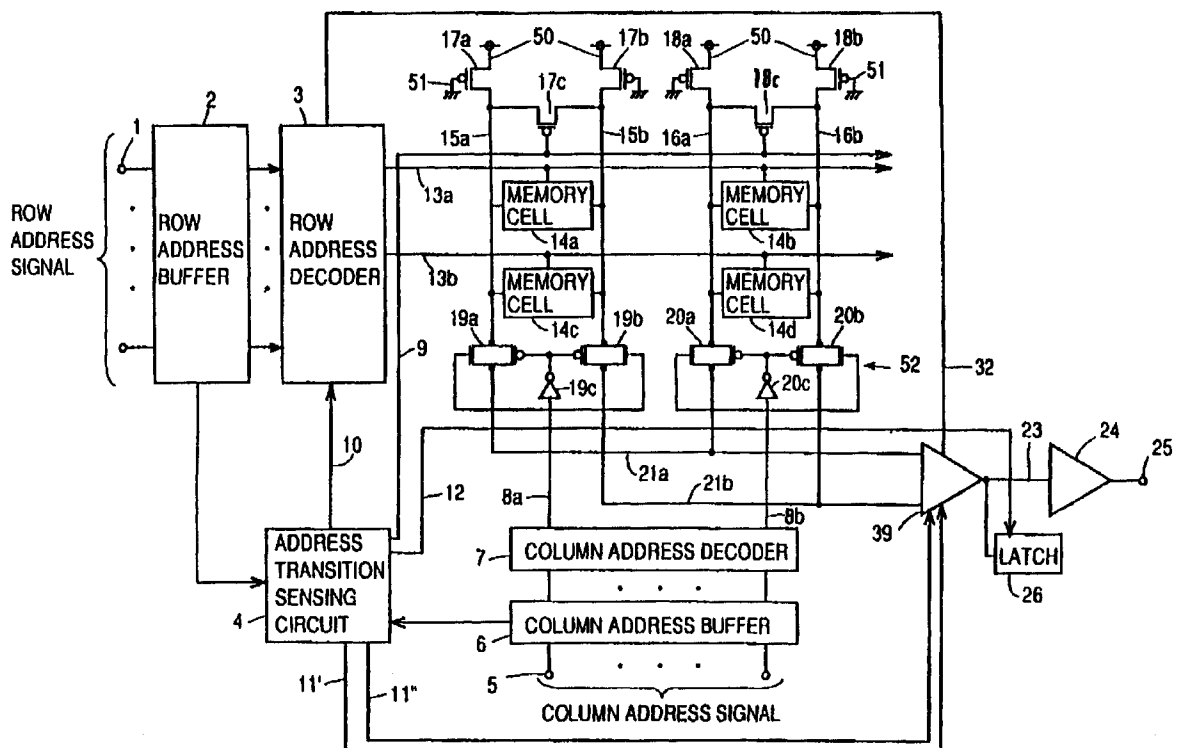 17a
50
17b
18a
50
18b
51
17c
18c
51
2
3
1
15a
15b
16a
16b
13a
ROW ADDRESS SIGNAL
ROW ADDRESS BUFFER
ROW ADDRESS DECODER
MEMORY CELL
14a
MEMORY CELL
14b
13b
MEMORY CELL
14c
MEMORY CELL
14d
19a
19b
20a
20b
9
19c
20c
52
32
10
12
21a
21b
8a
8b
23
24
25
39
ADDRESS TRANSITION SENSING CIRCUIT
4
7
COLUMN ADDRESS DECODER
LATCH
26
6
COLUMN ADDRESS BUFFER
11'
11"
5
COLUMN ADDRESS SIGNAL